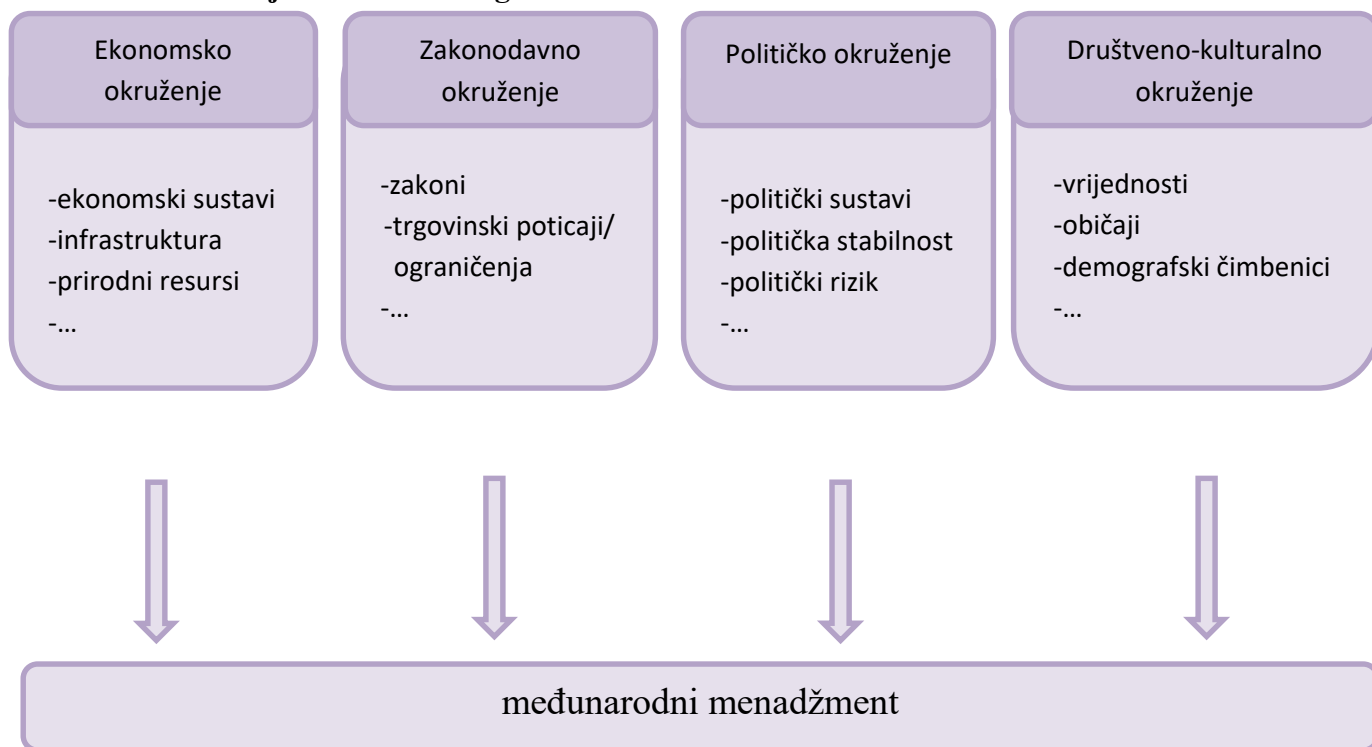 Ekonomsko
okruženje
-ekonomski sustavi
-infrastruktura
-prirodni resursi
-...
Zakonodavno
okruženje
-zakoni
-trgovinski poticaji/
ograničenja
-...
Političko okruženje
-politički sustavi
-politička stabilnost
-politički rizik
-...
Društveno-kulturalno
okruženje
-vrijednosti
-običaji
-demografski čimbenici
-...
međunarodni menadžment